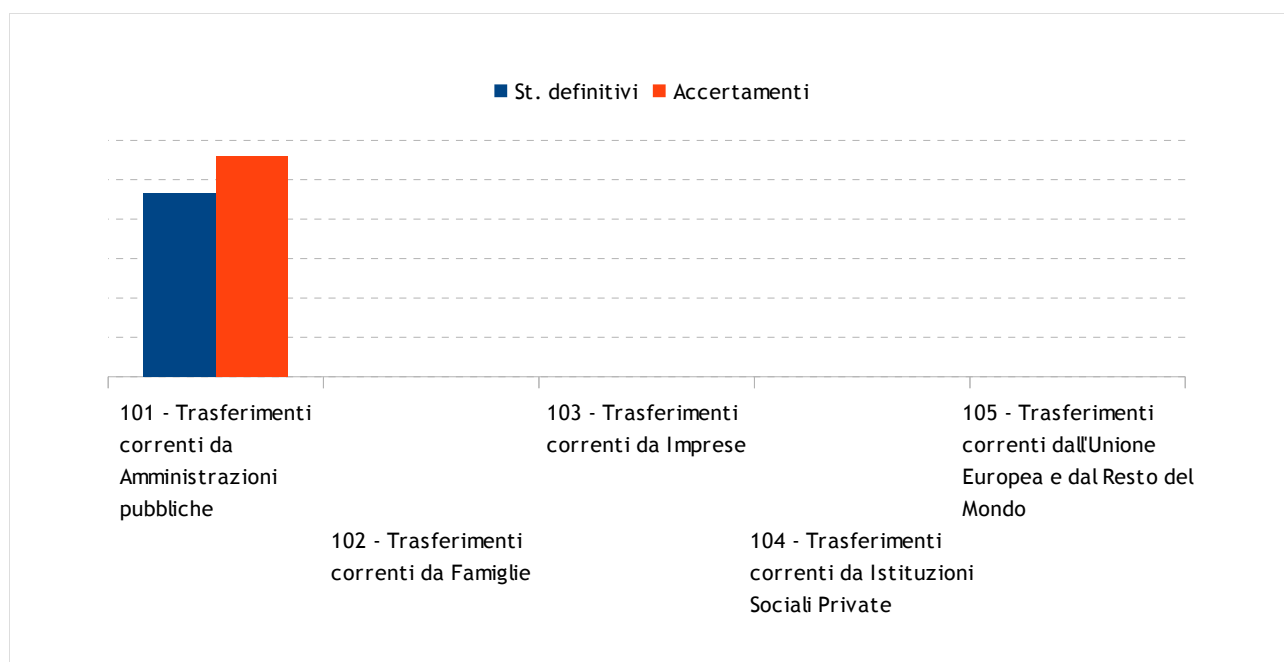 St. definitivi Accertamenti
101 - Trasferimenti
correnti da
Amministrazioni
pubbliche
102 - Trasferimenti
correnti da Famiglie
103 - Trasferimenti
correnti da Imprese
104 - Trasferimenti
correnti da Istituzioni
Sociali Private
105 - Trasferimenti
correnti dall'Unione
Europea e dal Resto del
Mondo